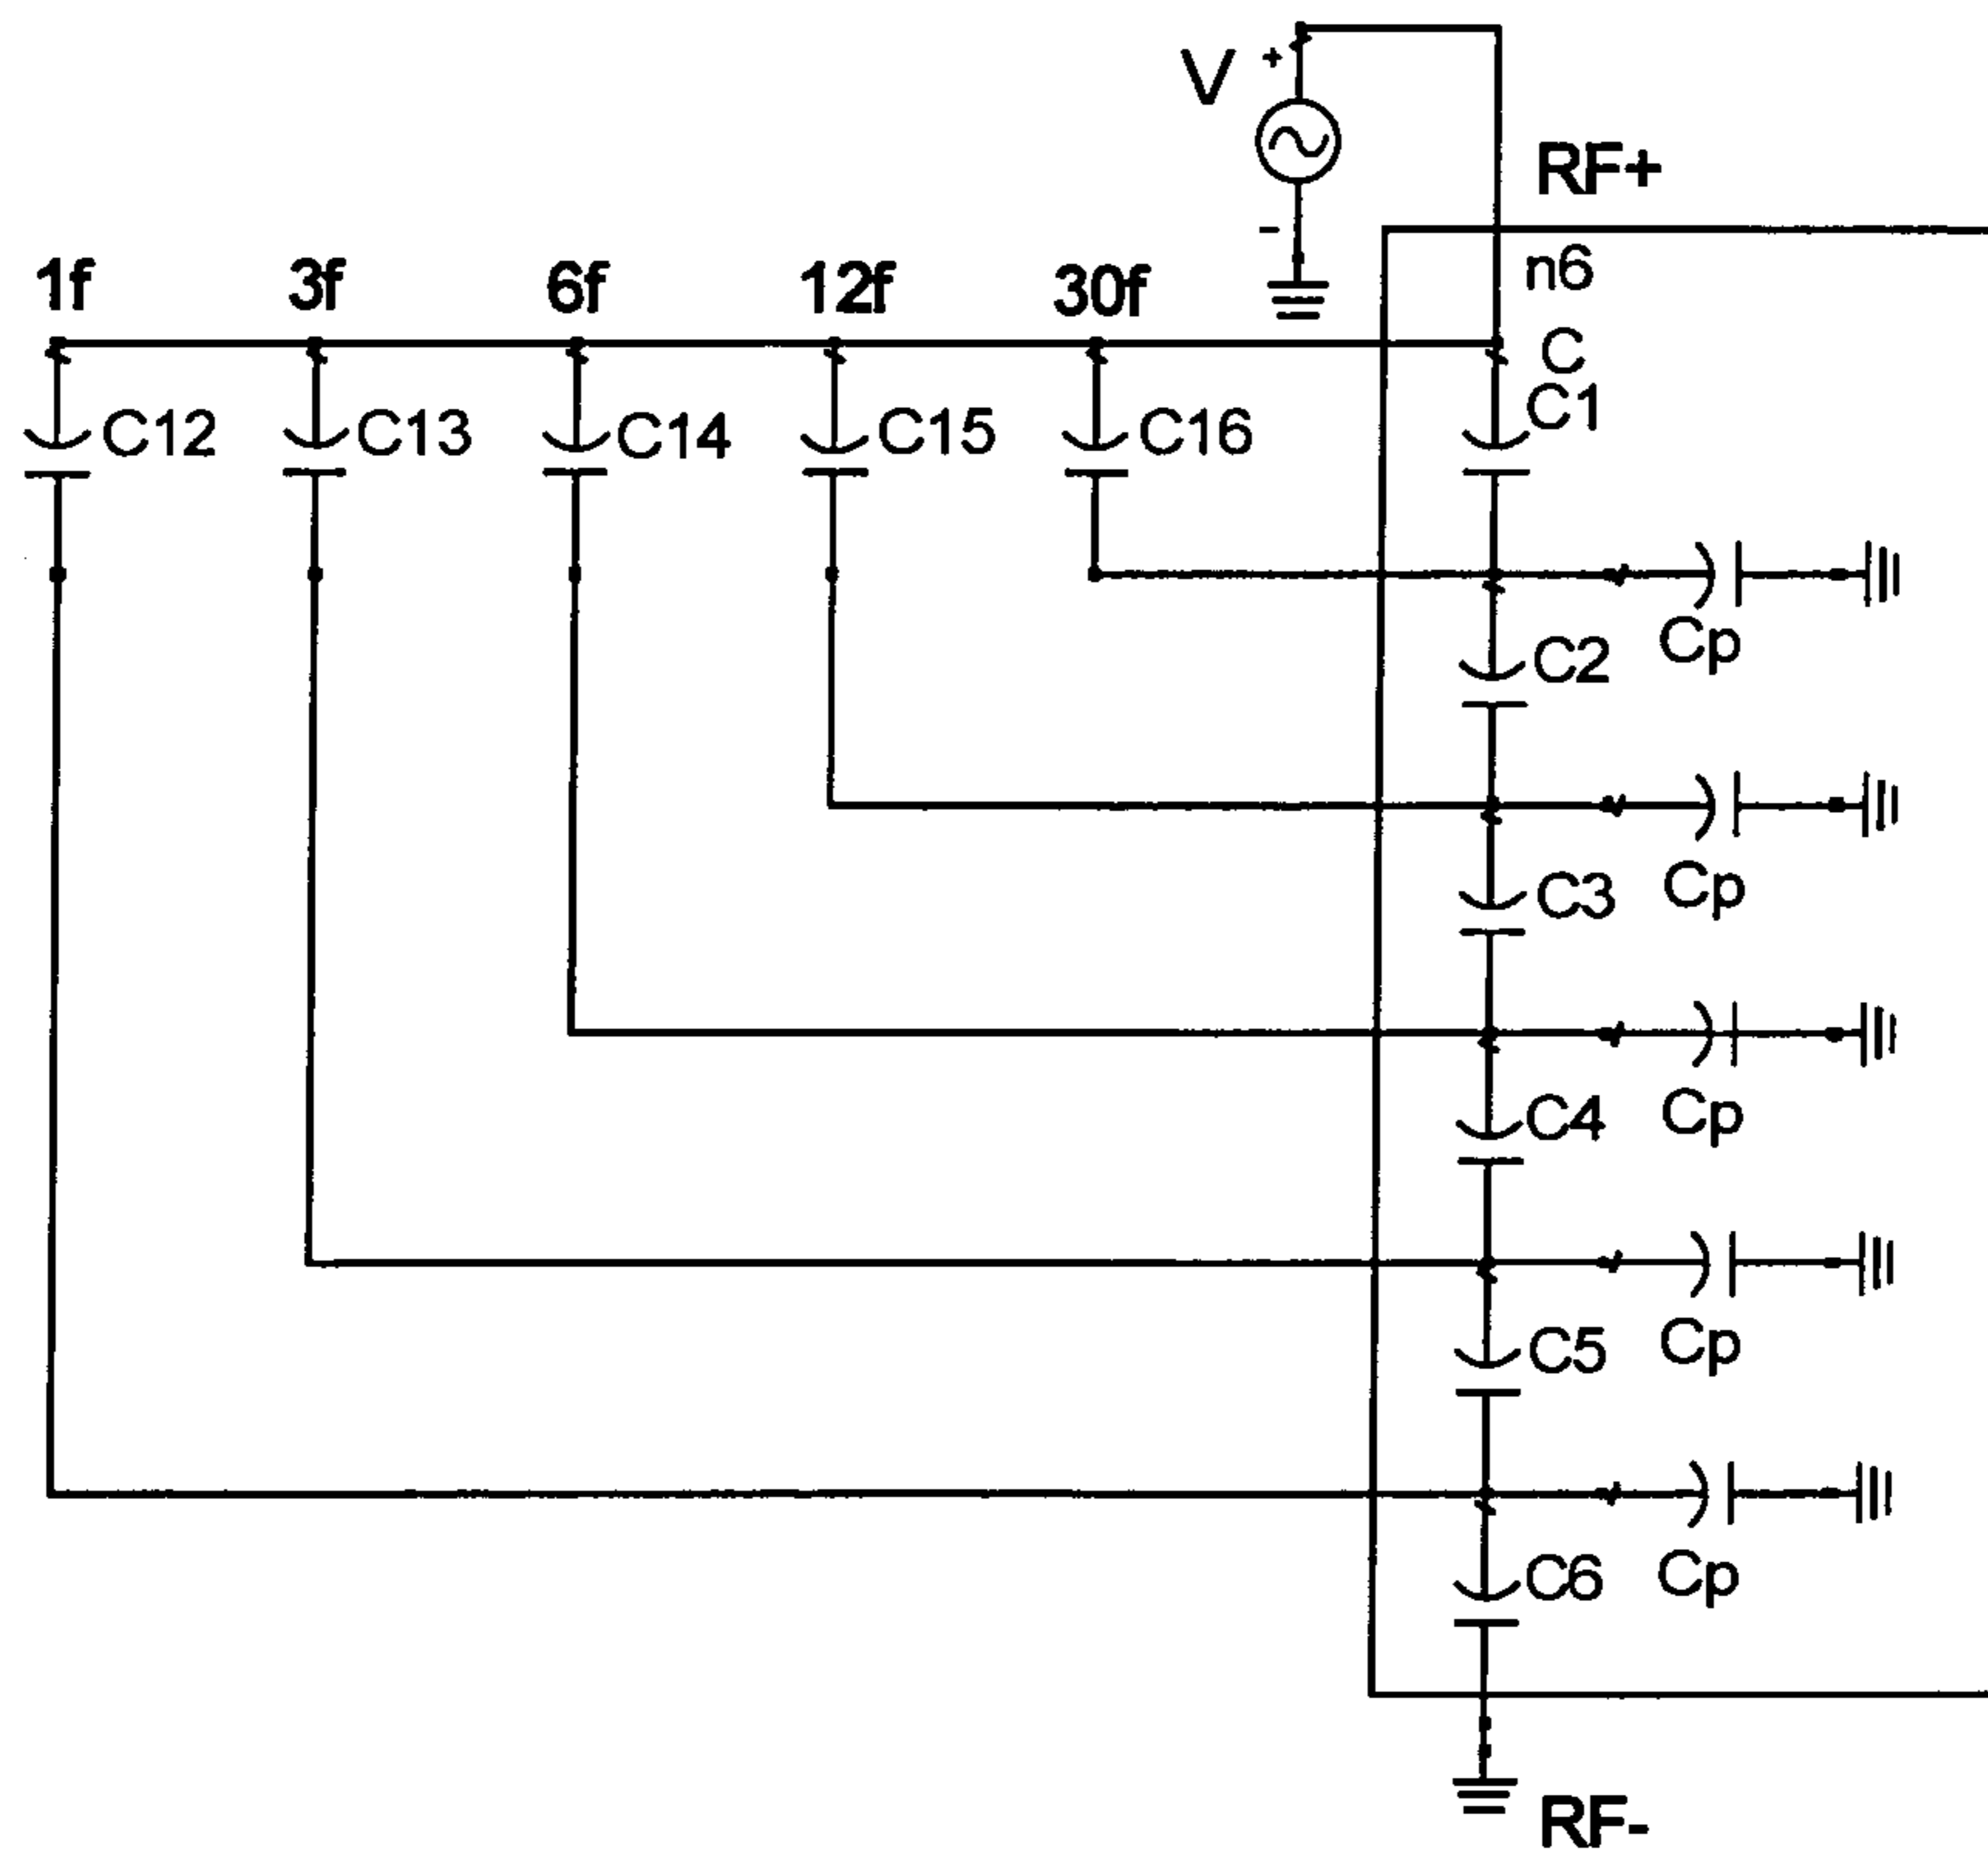 V +
RF+
-
n6
1f 3f 6f 12f 30f
C
C1
C12 C13 C14 C15 C16
C2
Cp
C3
Cp
C4
Cp
C5
Cp
C6
Cp
RF-